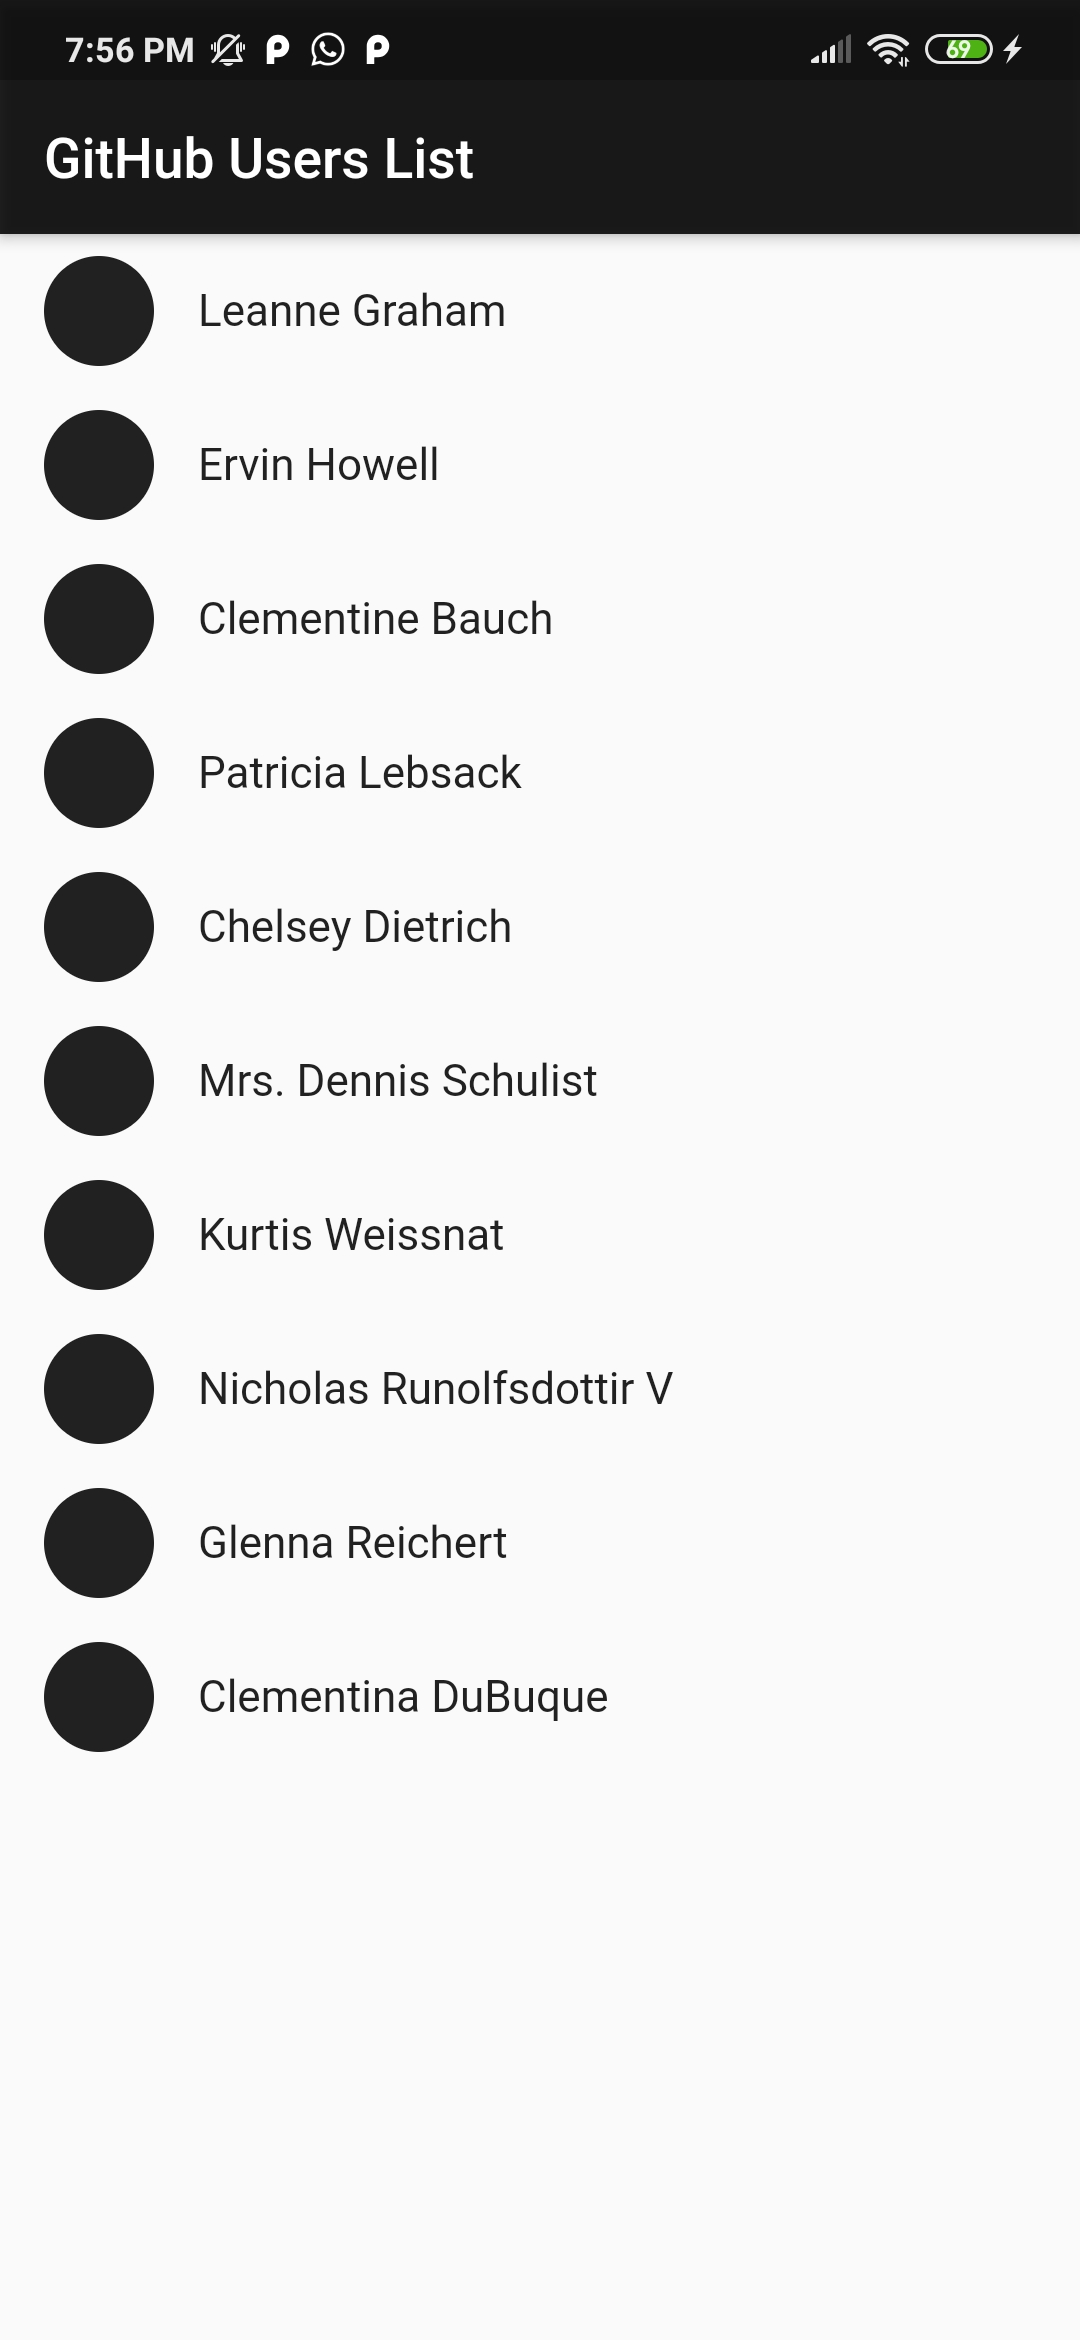 7:56 PM
69
GitHub Users List
Leanne Graham
Ervin Howell
Clementine Bauch
Patricia Lebsack
Chelsey Dietrich
Mrs. Dennis Schulist
Kurtis Weissnat
Nicholas Runolfsdottir V
Glenna Reichert
Clementina DuBuque